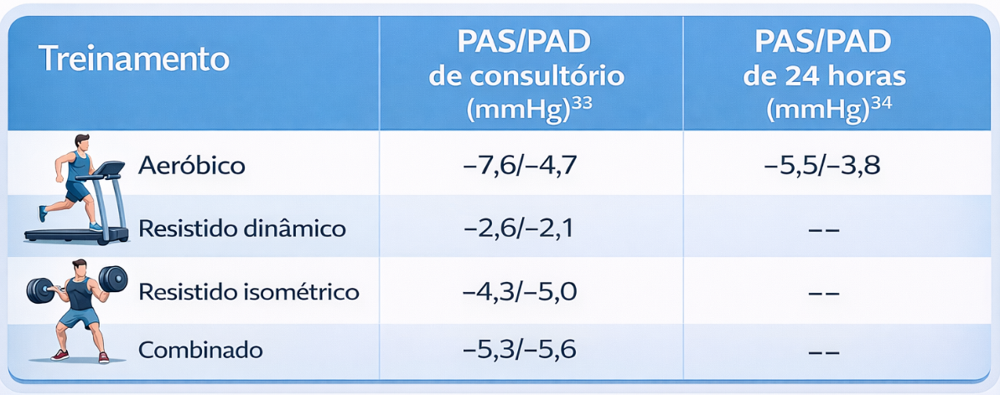 Treinamento
PAS/PAD
de consultório
(mmHg)³³
PAS/PAD
de 24 horas
(mmHg)³⁴
Aeróbico –7,6/–4,7 –5,5/–3,8
Resistido dinâmico –2,6/–2,1 ––
Resistido isométrico –4,3/–5,0 ––
Combinado –5,3/–5,6 ––